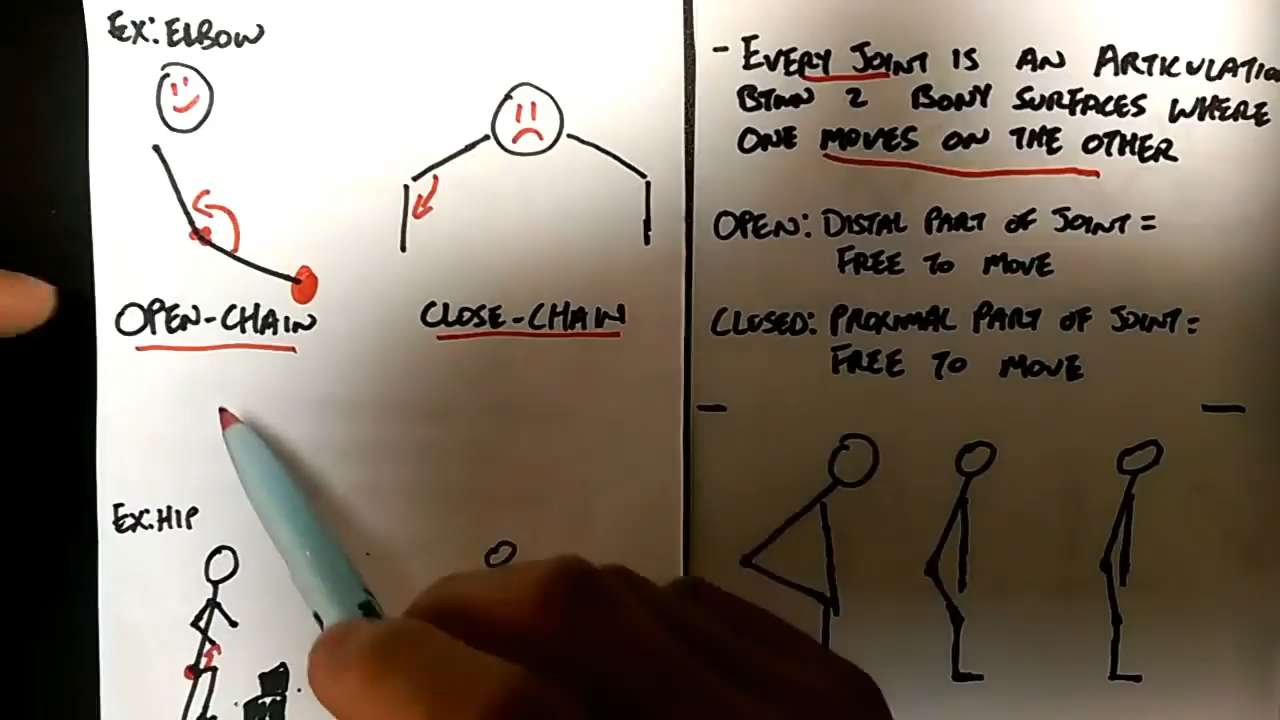 EX: ELBOW
OPEN-CHAIN
CLOSE-CHAIN
EX: HIP
- EVERY JOINT IS AN ARTICULATIO
BTWN 2 BONY SURFACES WHERE
ONE MOVES ON THE OTHER
OPEN: DISTAL PART OF JOINT =
FREE TO MOVE
CLOSED: PROXIMAL PART OF JOINT =
FREE TO MOVE